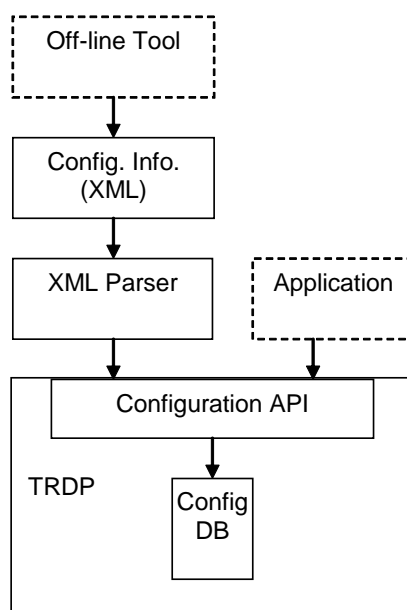 Off-line Tool
Config. Info.
(XML)
XML Parser
Application
Configuration API
TRDP
Config
DB